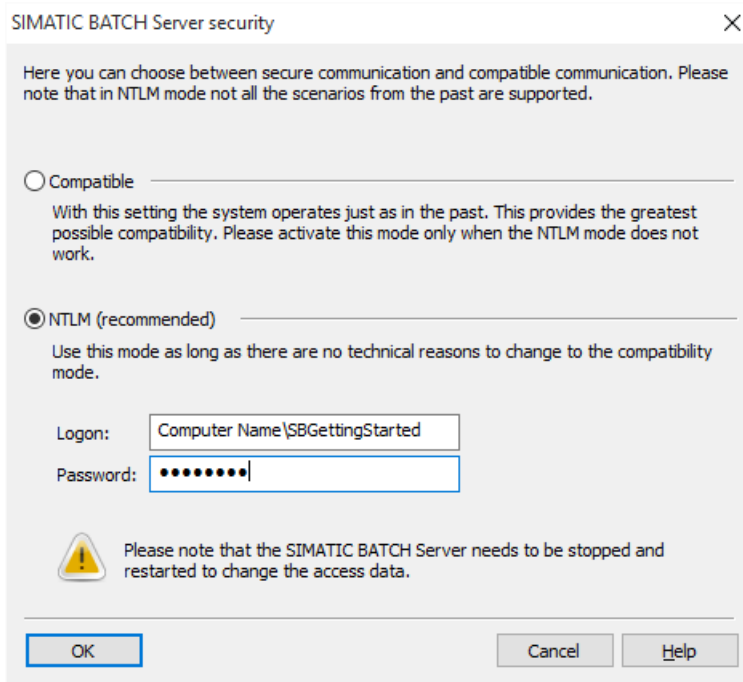 SIMATIC BATCH Server security
Here you can choose between secure communication and compatible communication. Please
note that in NTLM mode not all the scenarios from the past are supported.
Compatible
With this setting the system operates just as in the past. This provides the greatest
possible compatibility. Please activate this mode only when the NTLM mode does not
work.
NTLM (recommended)
Use this mode as long as there are no technical reasons to change to the compatibility
mode.
Logon: Computer Name\SBGettingStarted
Password: ●●●●●●●●
Please note that the SIMATIC BATCH Server needs to be stopped and
restarted to change the access data.
OK Cancel Help